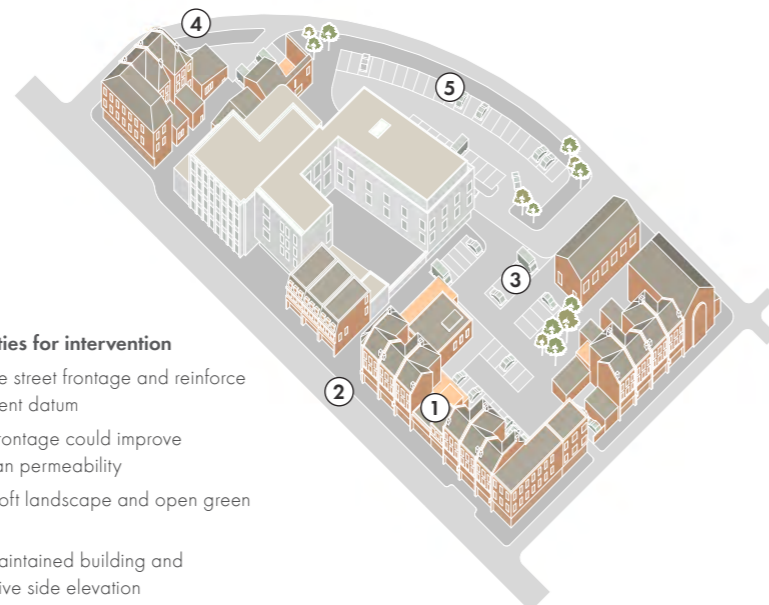 4
5
3
2
1
ties for intervention
e street frontage and reinforce
ent datum
rontage could improve
an permeability
oft landscape and open green
aintained building and
ive side elevation